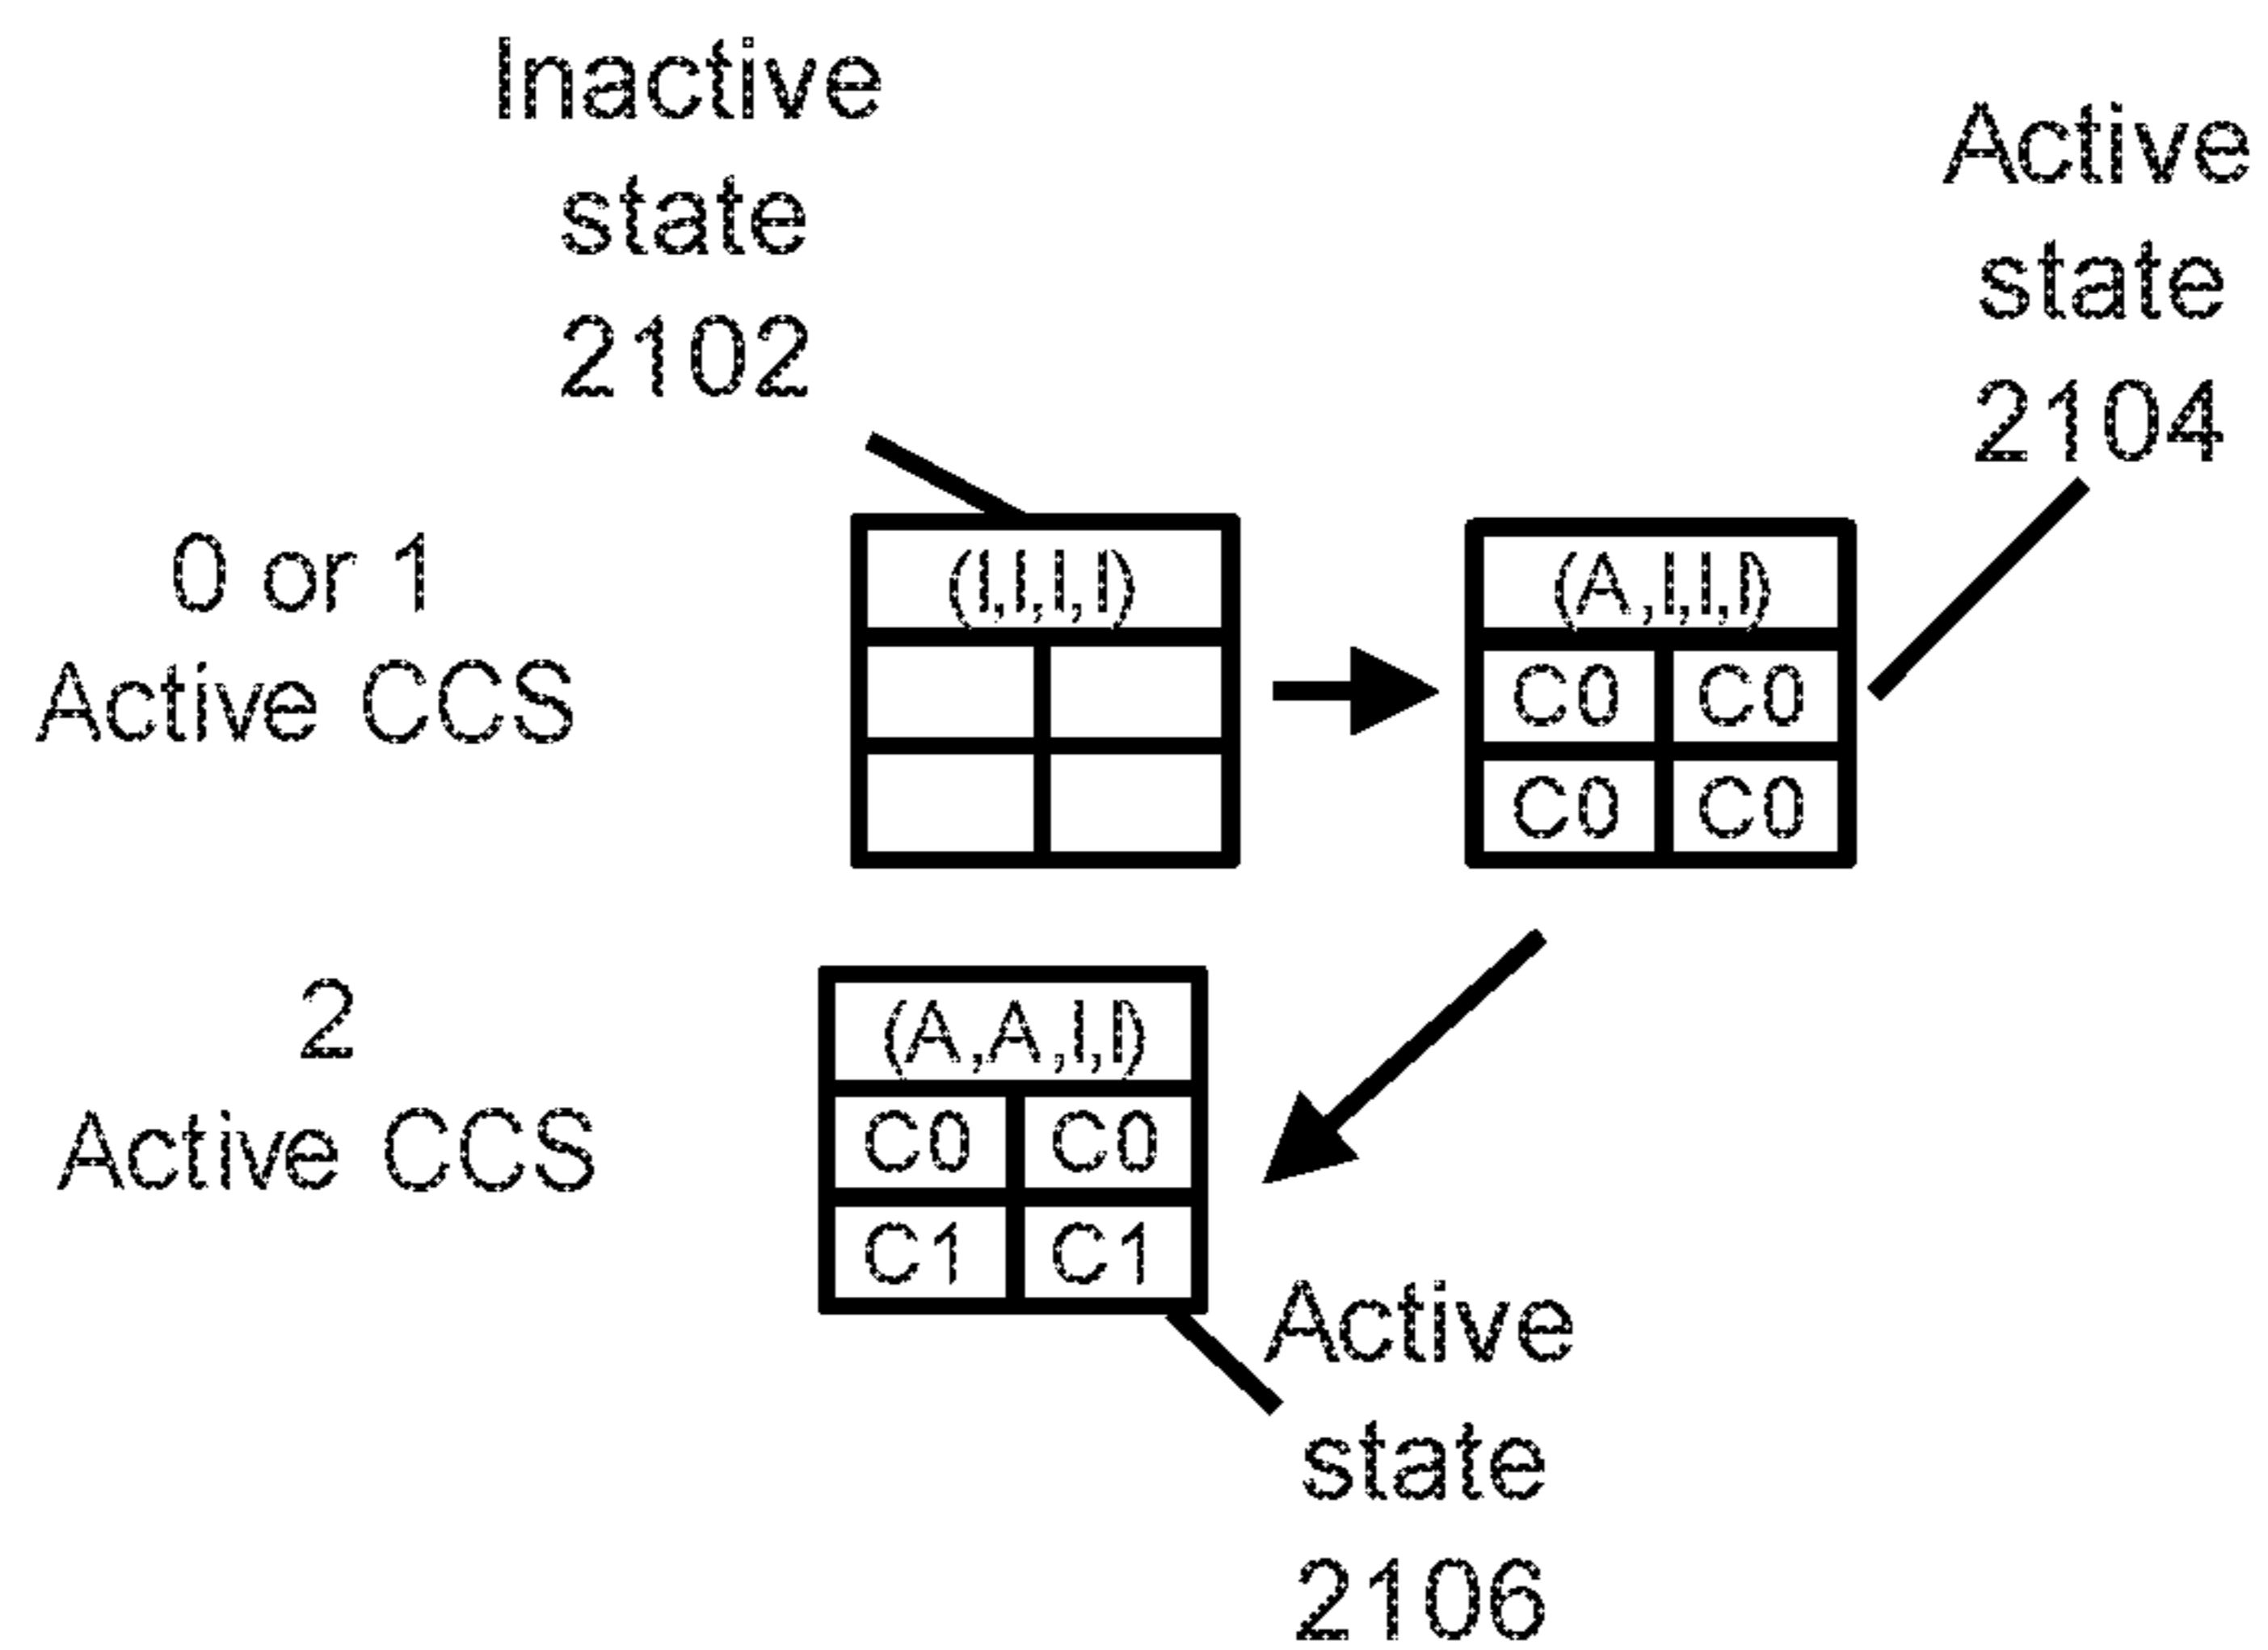 Inactive
state
2102
Active
state
2104
0 or 1
Active CCS
(I,I,I,I)
(A,I,I,I)
C0 C0
C0 C0
2
Active CCS
(A,A,I,I)
C0 C0
C1 C1
Active
state
2106